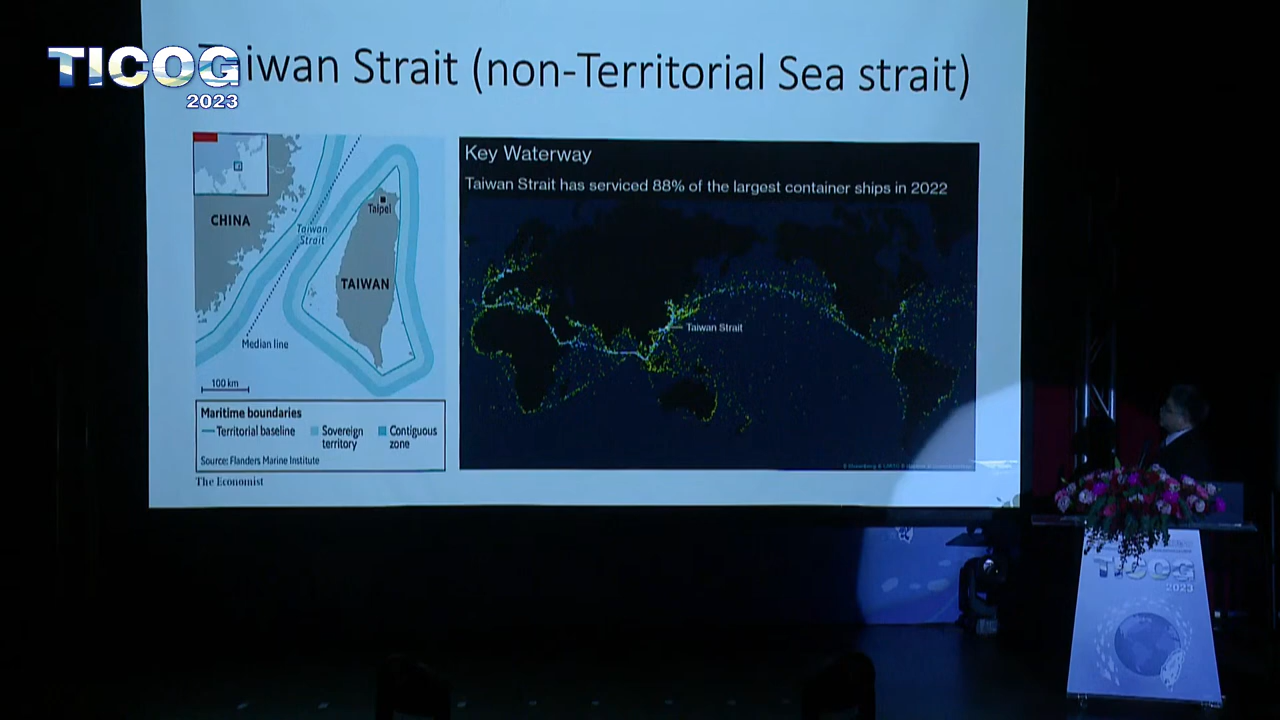 TICOG
2023
Taiwan Strait (non-Territorial Sea strait)
CHINA
Taipei
Taiwan
Strait
TAIWAN
Median line
100 km
Maritime boundaries
Territorial baseline
Sovereign
territory
Contiguous
zone
Source: Flanders Marine Institute
The Economist
Key Waterway
Taiwan Strait has serviced 88% of the largest container ships in 2022
Taiwan Strait
TICOG
2023